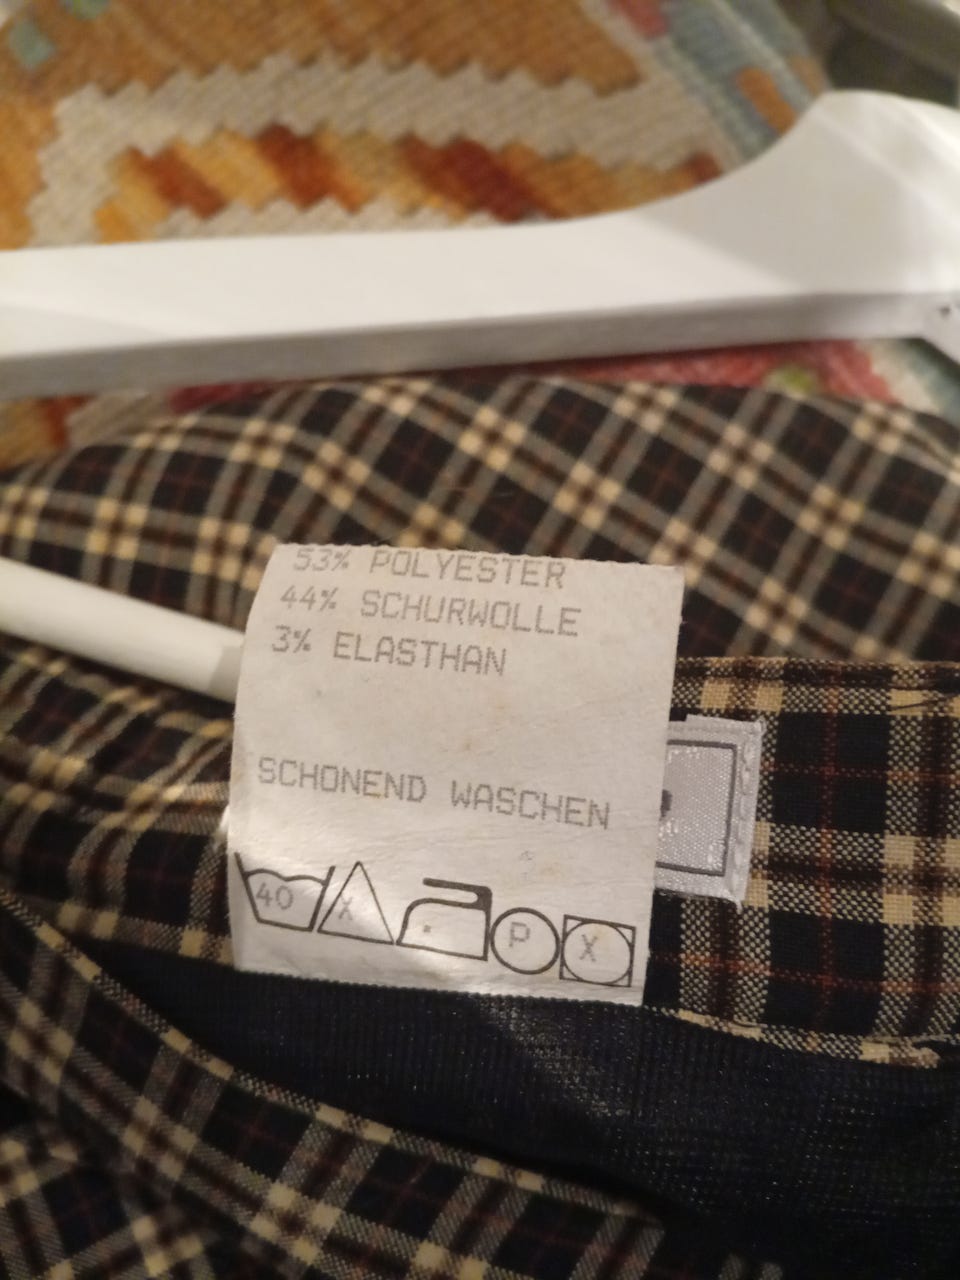 53% POLYESTER
44% SCHURWOLLE
3% ELASTHAN
SCHONEND WASCHEN
40 X P X